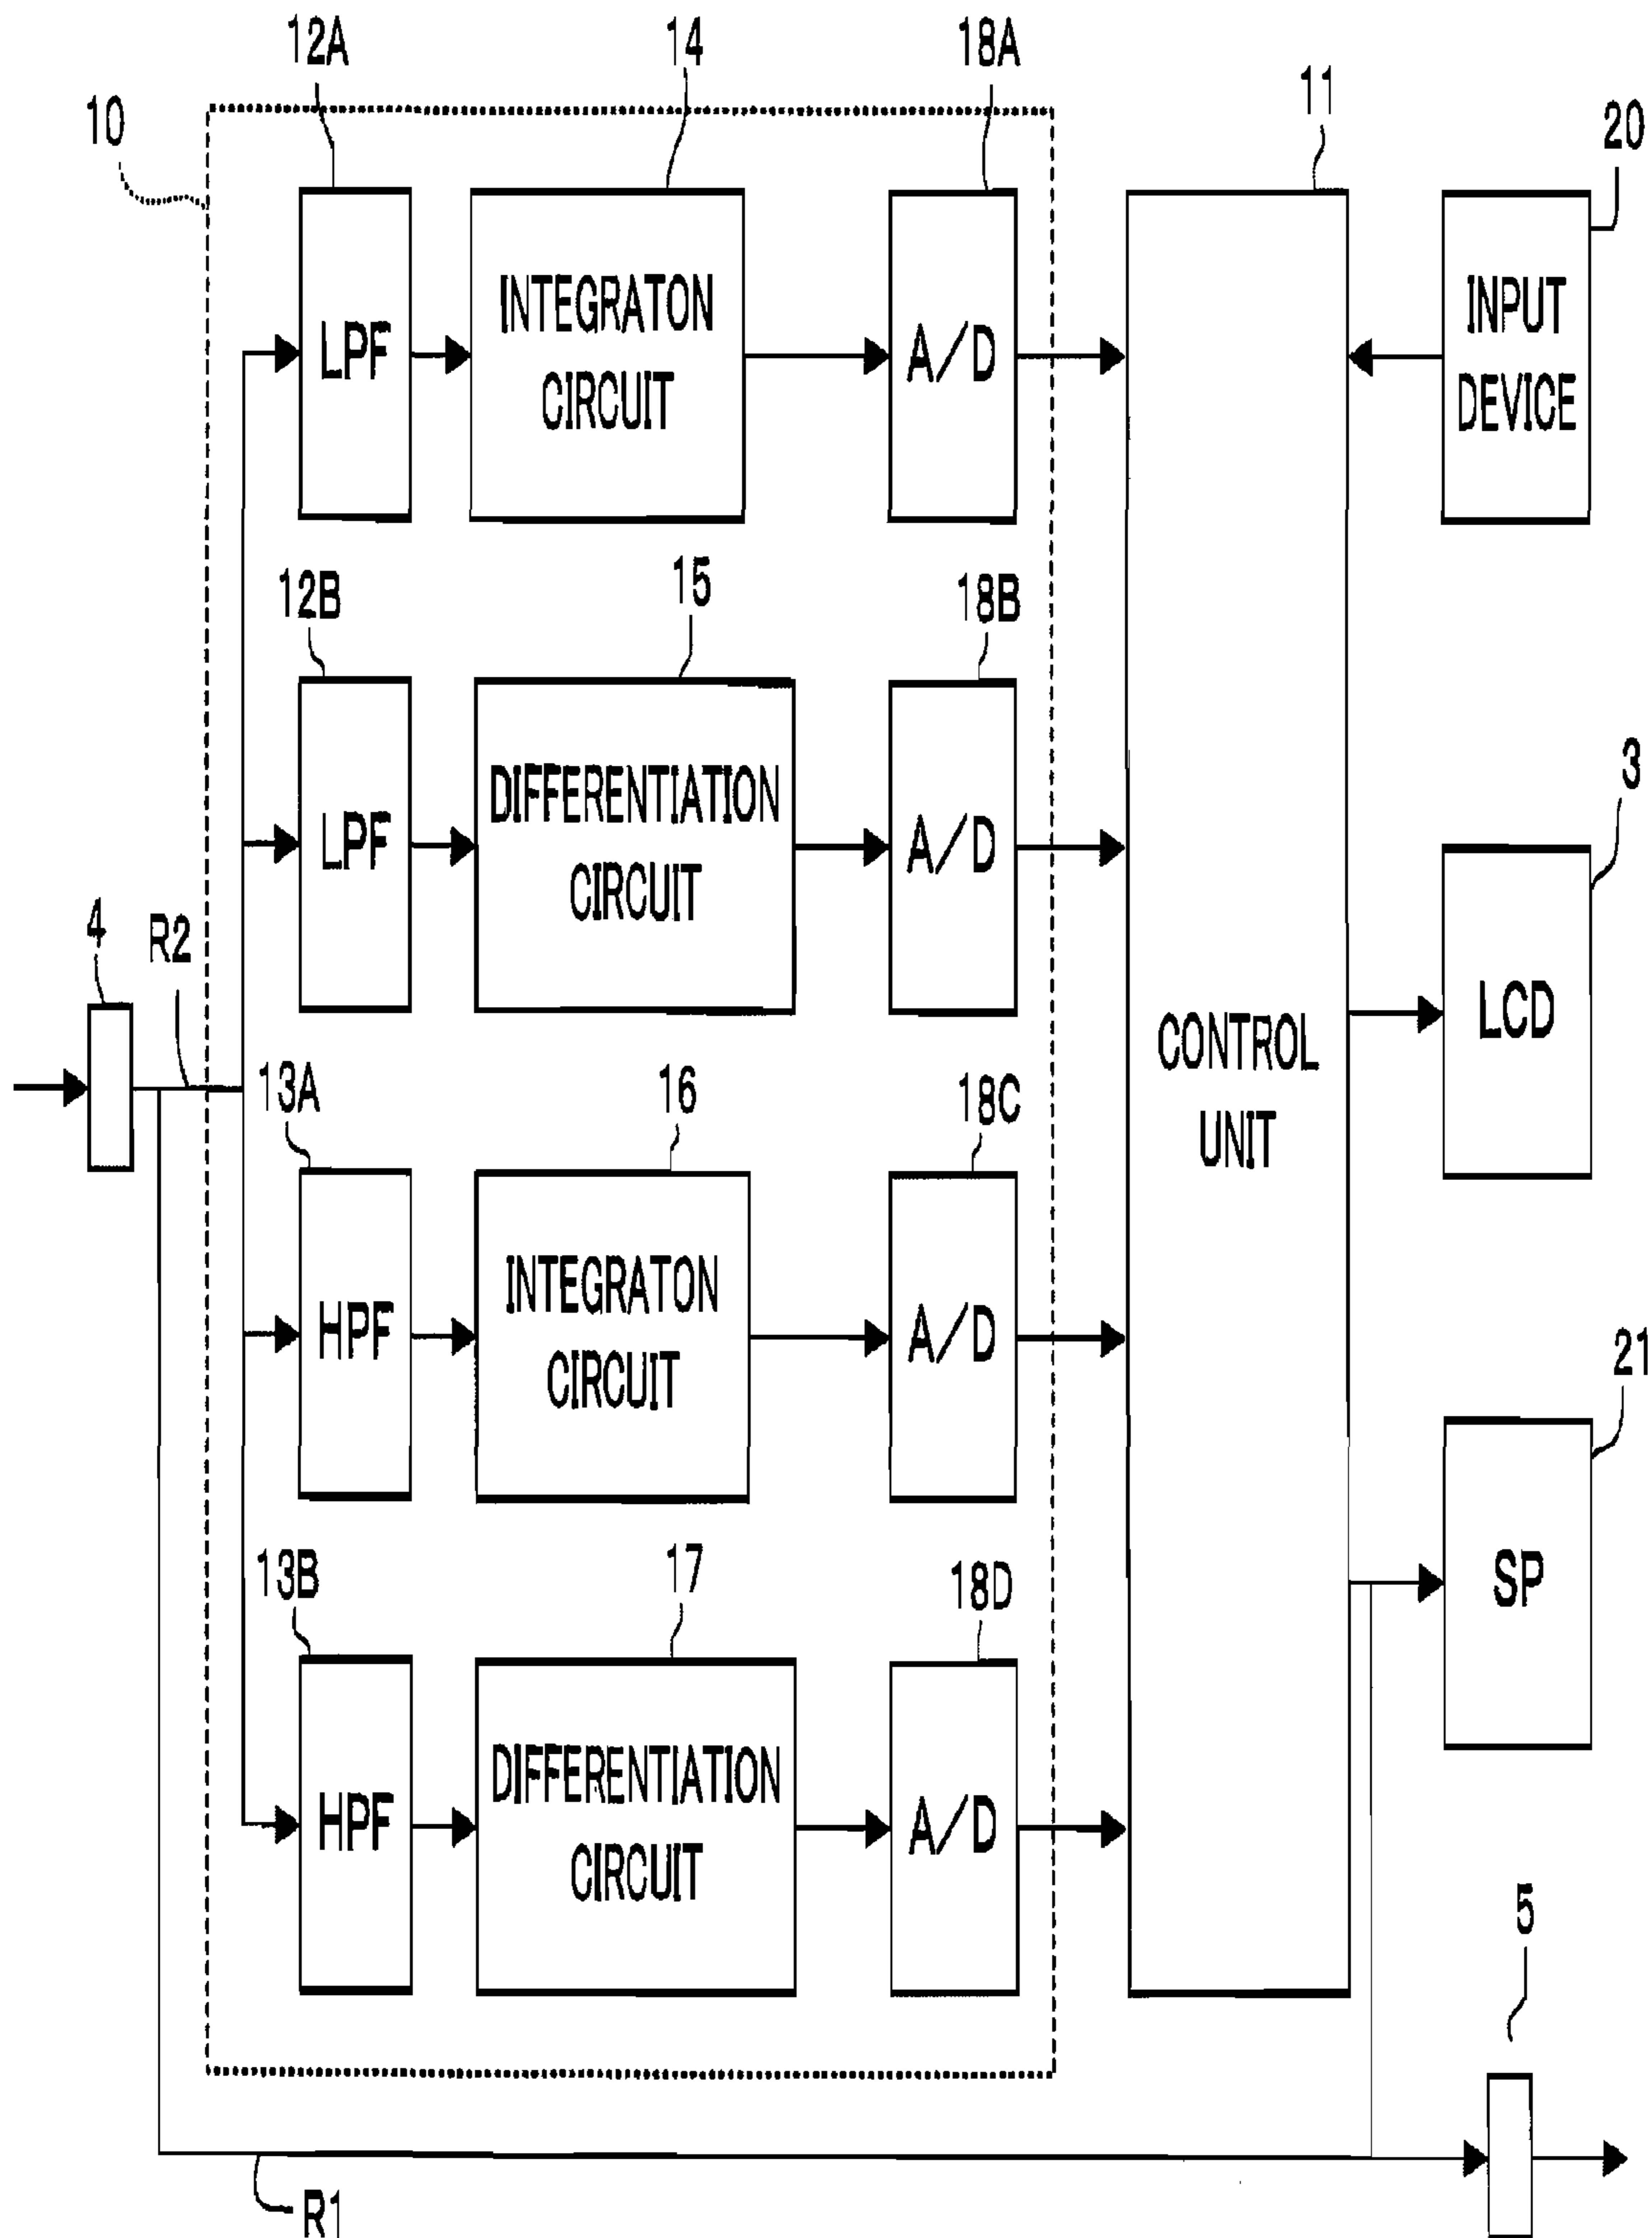 12A
14
18A
11
10
20
LPF
INTEGRATON
CIRCUIT
A/D
INPUT
DEVICE
12B
15
18B
3
LPF
DIFFERENTIATION
CIRCUIT
A/D
4
R2
LCD
CONTROL
UNIT
13A
16
18C
HPF
INTEGRATON
CIRCUIT
A/D
21
13B
17
18D
SP
HPF
DIFFERENTIATION
CIRCUIT
A/D
5
R1